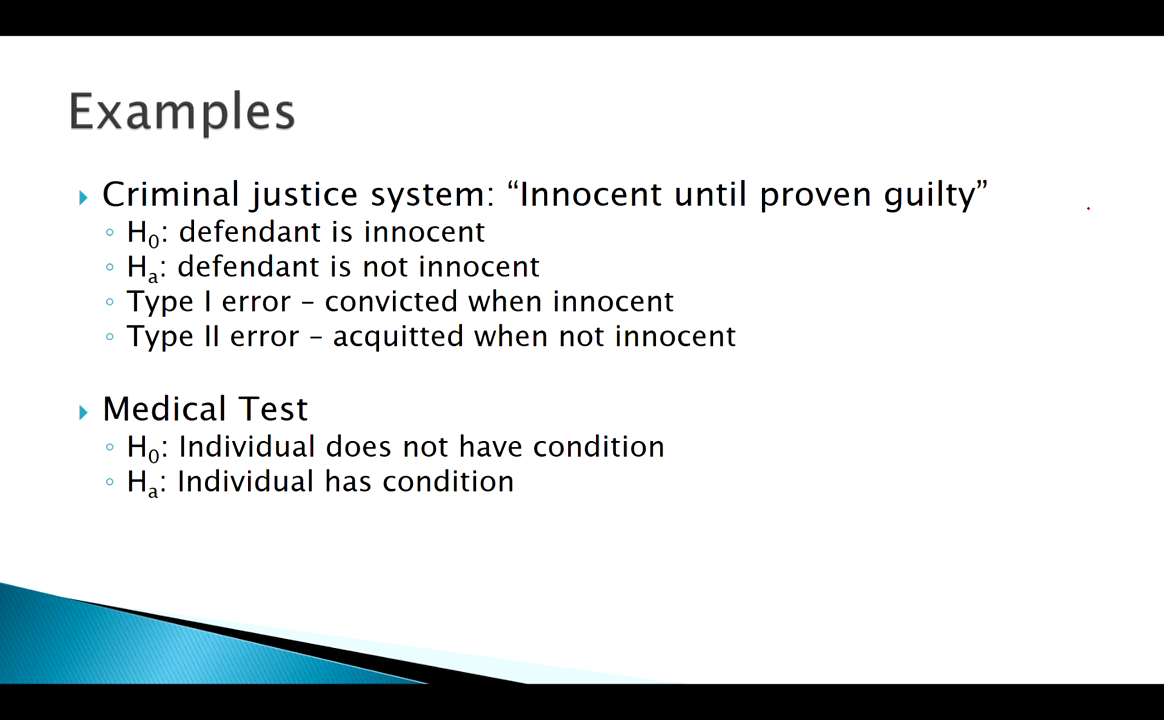 Examples
Criminal justice system: “Innocent until proven guilty”
H₀: defendant is innocent
Hₐ: defendant is not innocent
Type I error – convicted when innocent
Type II error – acquitted when not innocent
Medical Test
H₀: Individual does not have condition
Hₐ: Individual has condition